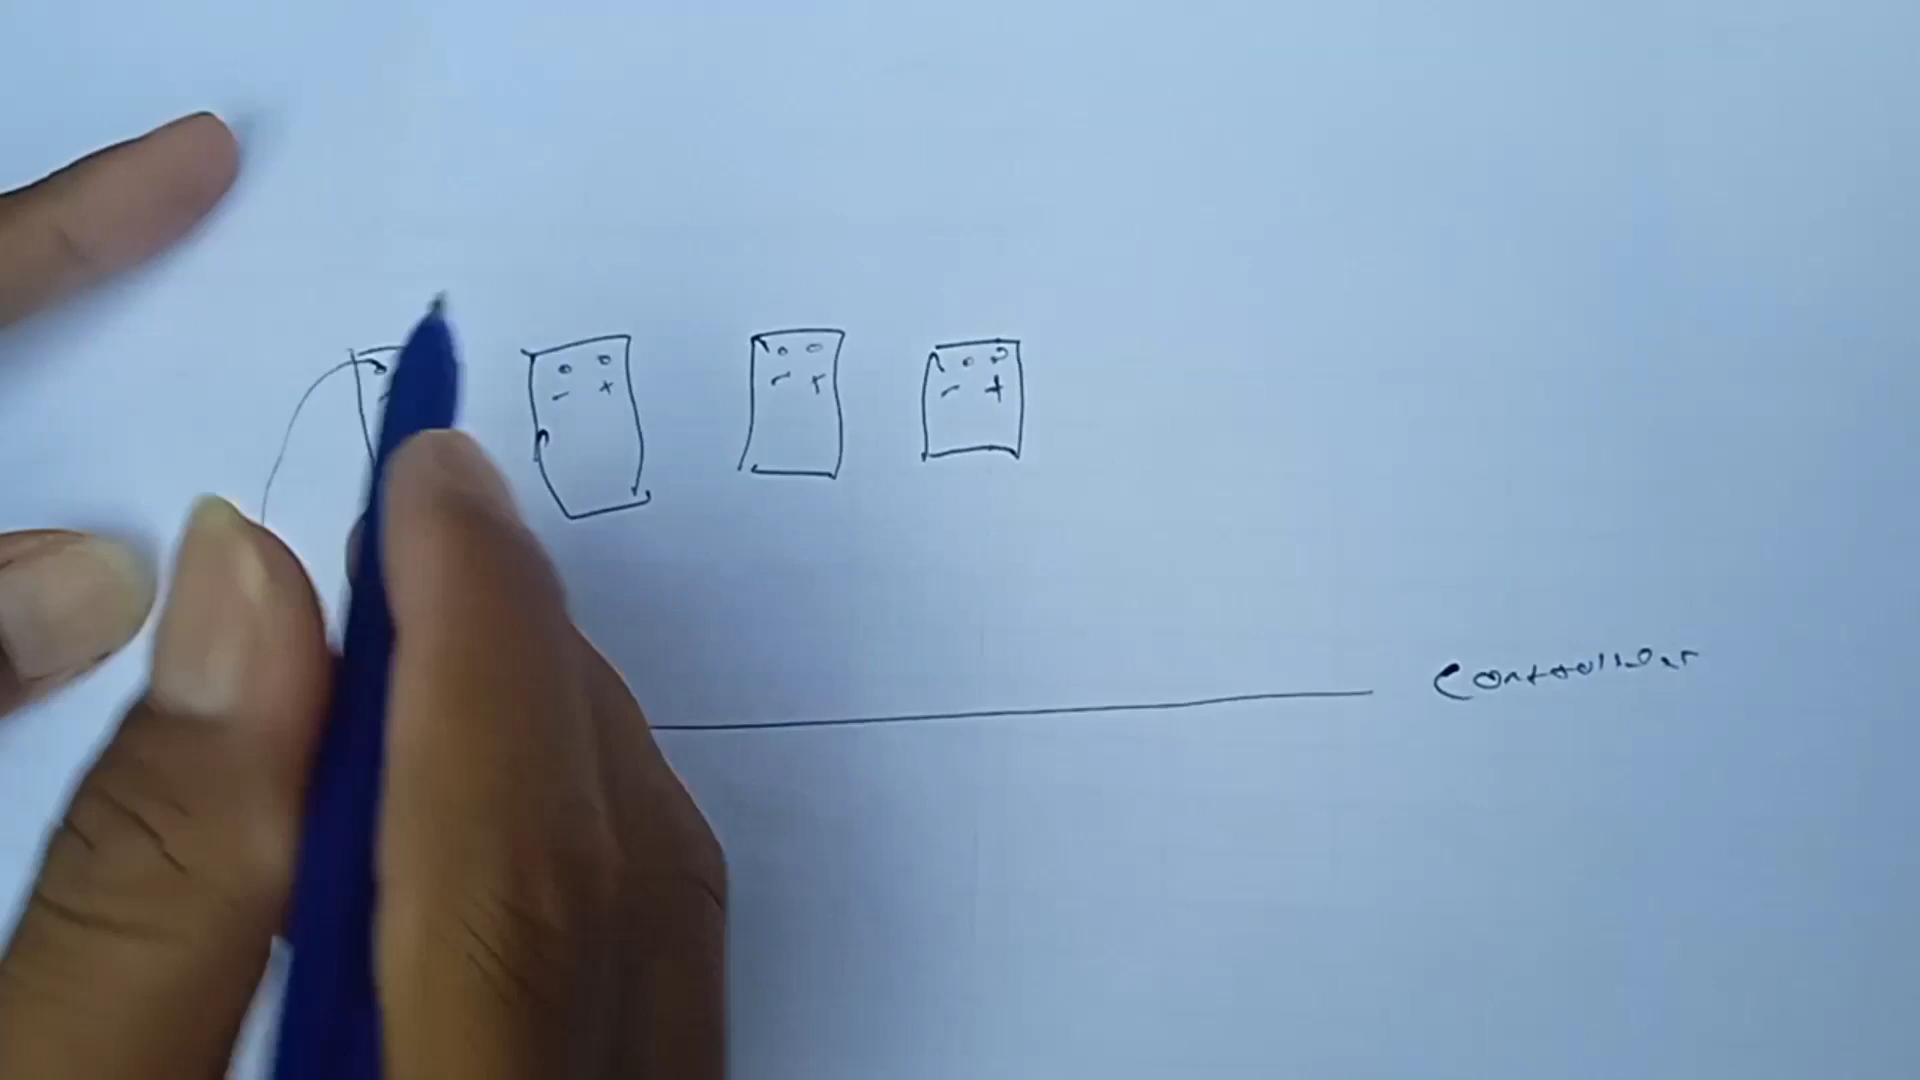 - +
- +
- +
Controller